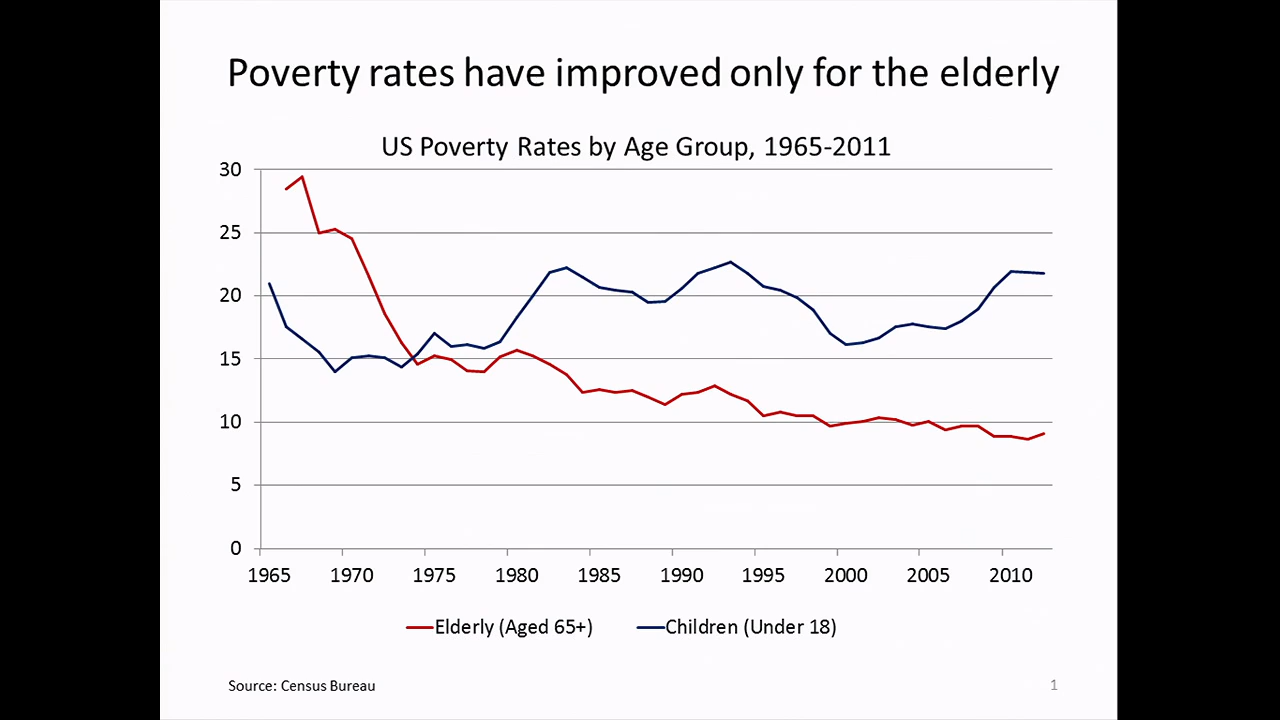 Poverty rates have improved only for the elderly
US Poverty Rates by Age Group, 1965-2011
30
25
20
15
10
5
0
1965 1970 1975 1980 1985 1990 1995 2000 2005 2010
Elderly (Aged 65+) Children (Under 18)
Source: Census Bureau 1